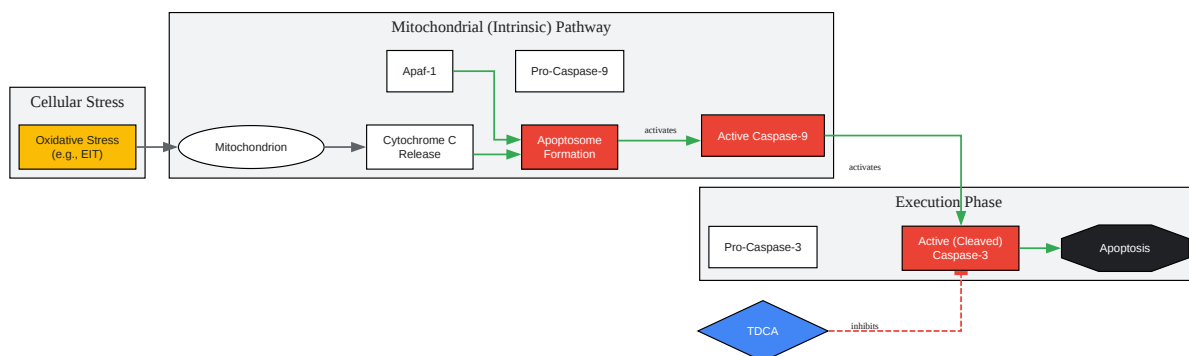 Mitochondrial (Intrinsic) Pathway
Apaf-1
Pro-Caspase-9
Cellular Stress
Oxidative Stress
(e.g., EIT)
Mitochondrion
Cytochrome C
Release
Apoptosome
Formation
activates
Active Caspase-9
activates
Execution Phase
Pro-Caspase-3
Active (Cleaved)
Caspase-3
Apoptosis
TDCA
inhibits